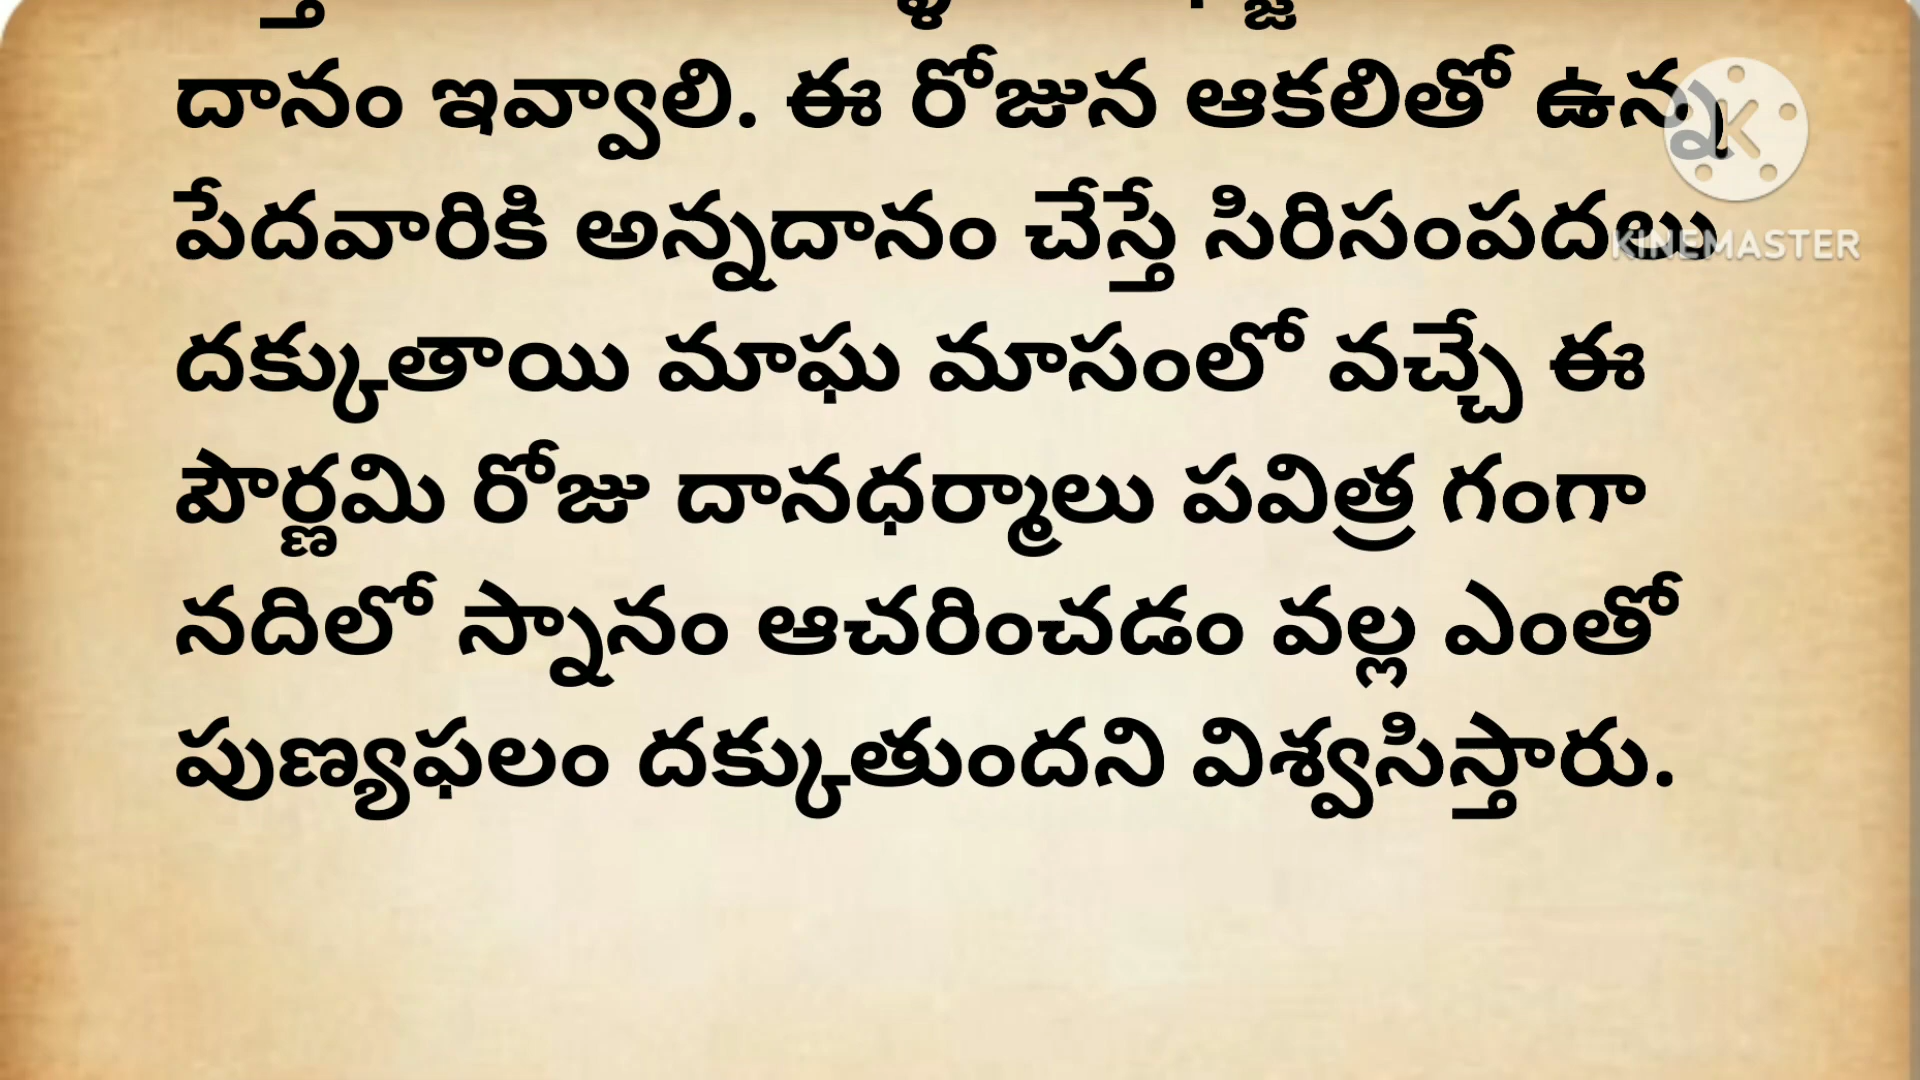 దానం ఇవ్వాలి. ఈ రోజున ఆకలితో ఉన్న
పేదవారికి అన్నదానం చేస్తే సిరిసంపదలు
దక్కుతాయి మాఘ మాసంలో వచ్చే ఈ
పౌర్ణమి రోజు దానధర్మాలు పవిత్ర గంగా
నదిలో స్నానం ఆచరించడం వల్ల ఎంతో
పుణ్యఫలం దక్కుతుందని విశ్వసిస్తారు.
K
KINEMASTER